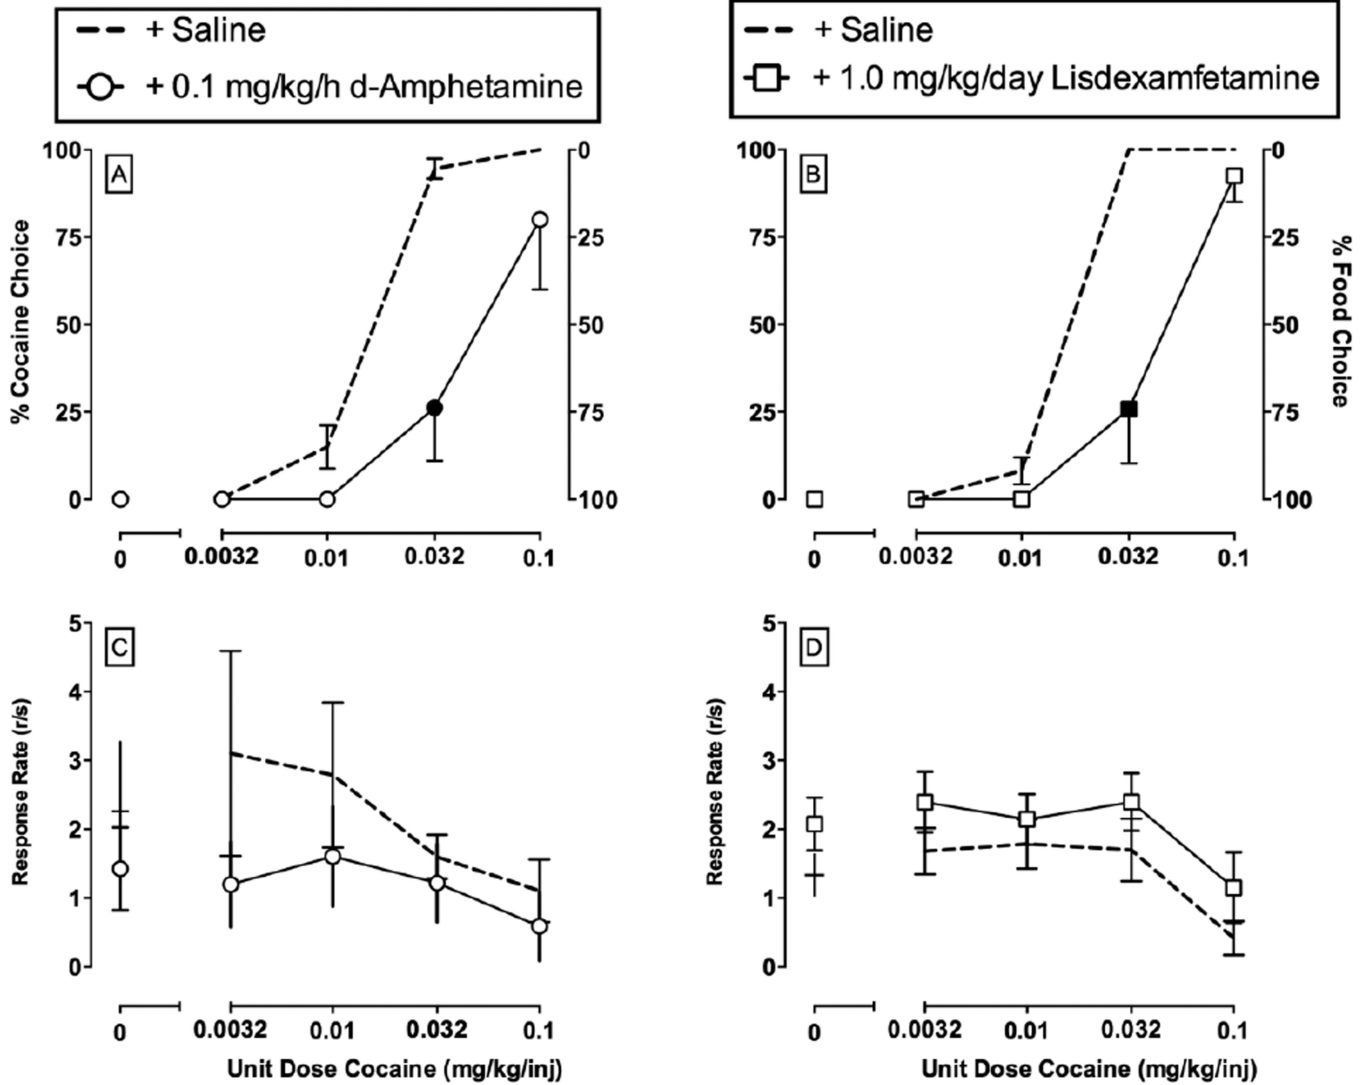 + Saline
+ 0.1 mg/kg/h d-Amphetamine
+ Saline
+ 1.0 mg/kg/day Lisdexamfetamine
A
100
75
50
25
0
% Cocaine Choice
0
25
50
75
100
0 0.0032 0.01 0.032 0.1
B
100
75
50
25
0
0
25
50
75
100
% Food Choice
0 0.0032 0.01 0.032 0.1
C
5
4
3
2
1
0
Response Rate (r/s)
0 0.0032 0.01 0.032 0.1
Unit Dose Cocaine (mg/kg/inj)
D
5
4
3
2
1
0
Response Rate (r/s)
0 0.0032 0.01 0.032 0.1
Unit Dose Cocaine (mg/kg/inj)